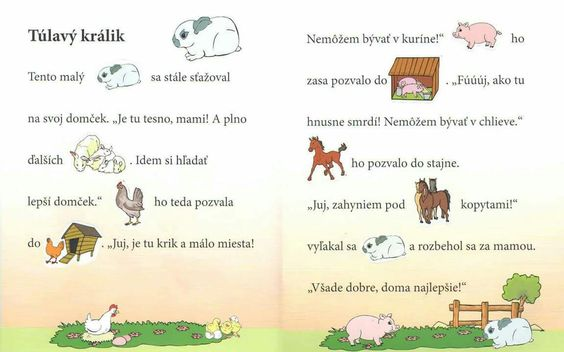 Túlavý králik
Tento malý sa stále sťažoval
na svoj domček. „Je tu tesno, mami! A plno
ďalších . Idem si hľadať
lepší domček.“ ho teda pozvala
do . „Juj, je tu krik a málo miesta!
Nemôžem bývať v kuríne!“ ho
zasa pozvalo do . „Fúúúj, ako tu
hnusne smrdí! Nemôžem bývať v chlieve.“
ho pozvalo do stajne.
„Juj, zahyniem pod kopytami!“
vyľakal sa a rozbehol sa za mamou.
„Všade dobre, doma najlepšie!“